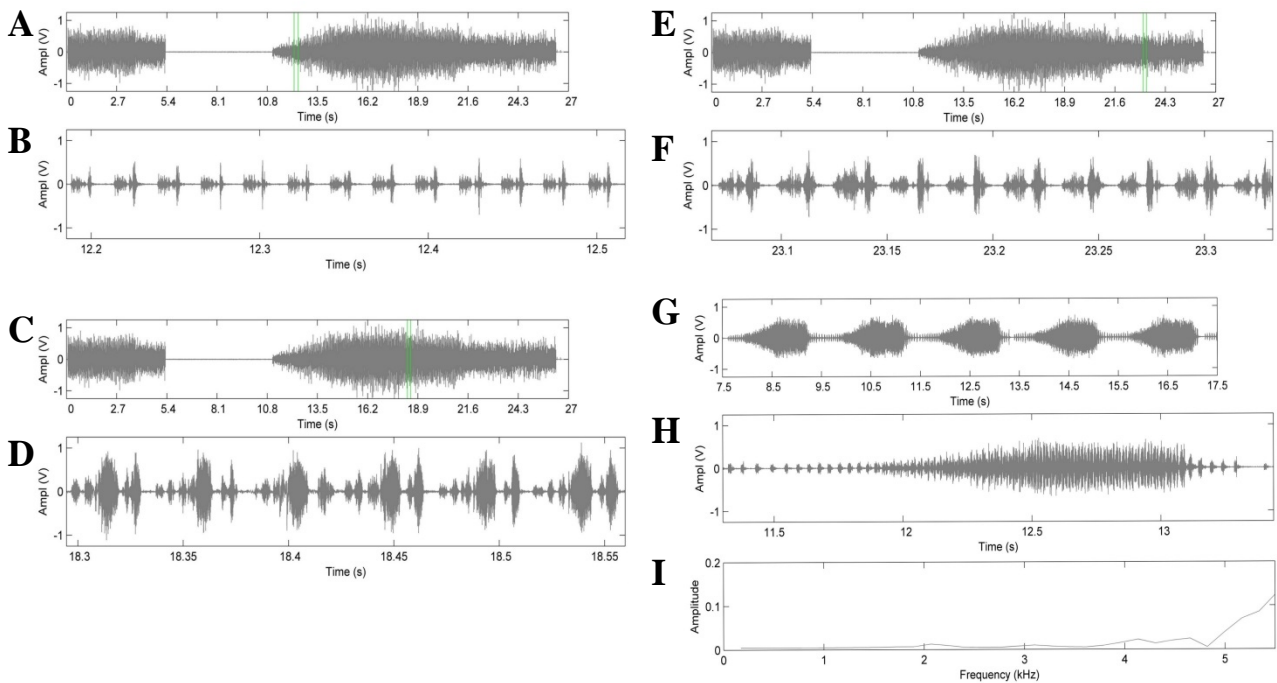 A
Ampl (V)
1
0
-1
0 2.7 5.4 8.1 10.8 13.5 16.2 18.9 21.6 24.3 27
Time (s)
B
Ampl (V)
1
0
-1
12.2 12.3 12.4 12.5
Time (s)
C
Ampl (V)
1
0
-1
0 2.7 5.4 8.1 10.8 13.5 16.2 18.9 21.6 24.3 27
Time (s)
D
Ampl (V)
1
0
-1
18.3 18.35 18.4 18.45 18.5 18.55
Time (s)
E
Ampl (V)
1
0
-1
0 2.7 5.4 8.1 10.8 13.5 16.2 18.9 21.6 24.3 27
Time (s)
F
Ampl (V)
1
0
-1
23.1 23.15 23.2 23.25 23.3
Time (s)
G
Ampl (V)
1
0
-1
7.5 8.5 9.5 10.5 11.5 12.5 13.5 14.5 15.5 16.5 17.5
Time (s)
H
Ampl (V)
1
0
-1
11.5 12 12.5 13
Time (s)
I
Amplitude
0.2
0.1
0
0 1 2 3 4 5
Frequency (kHz)